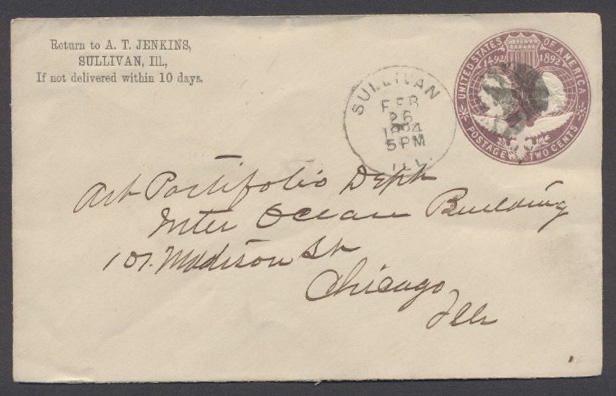 Return to A. T. JENKINS,
SULLIVAN, Ill.,
If not delivered within 10 days.
UNITED STATES OF AMERICA
1492 1892
POSTAGE TWO CENTS
SULLIVAN
FEB
26
1894
5PM
ILL.
Art Portifolio Dept
Inter Ocean Building
107. Madison St
Chicago
Ills